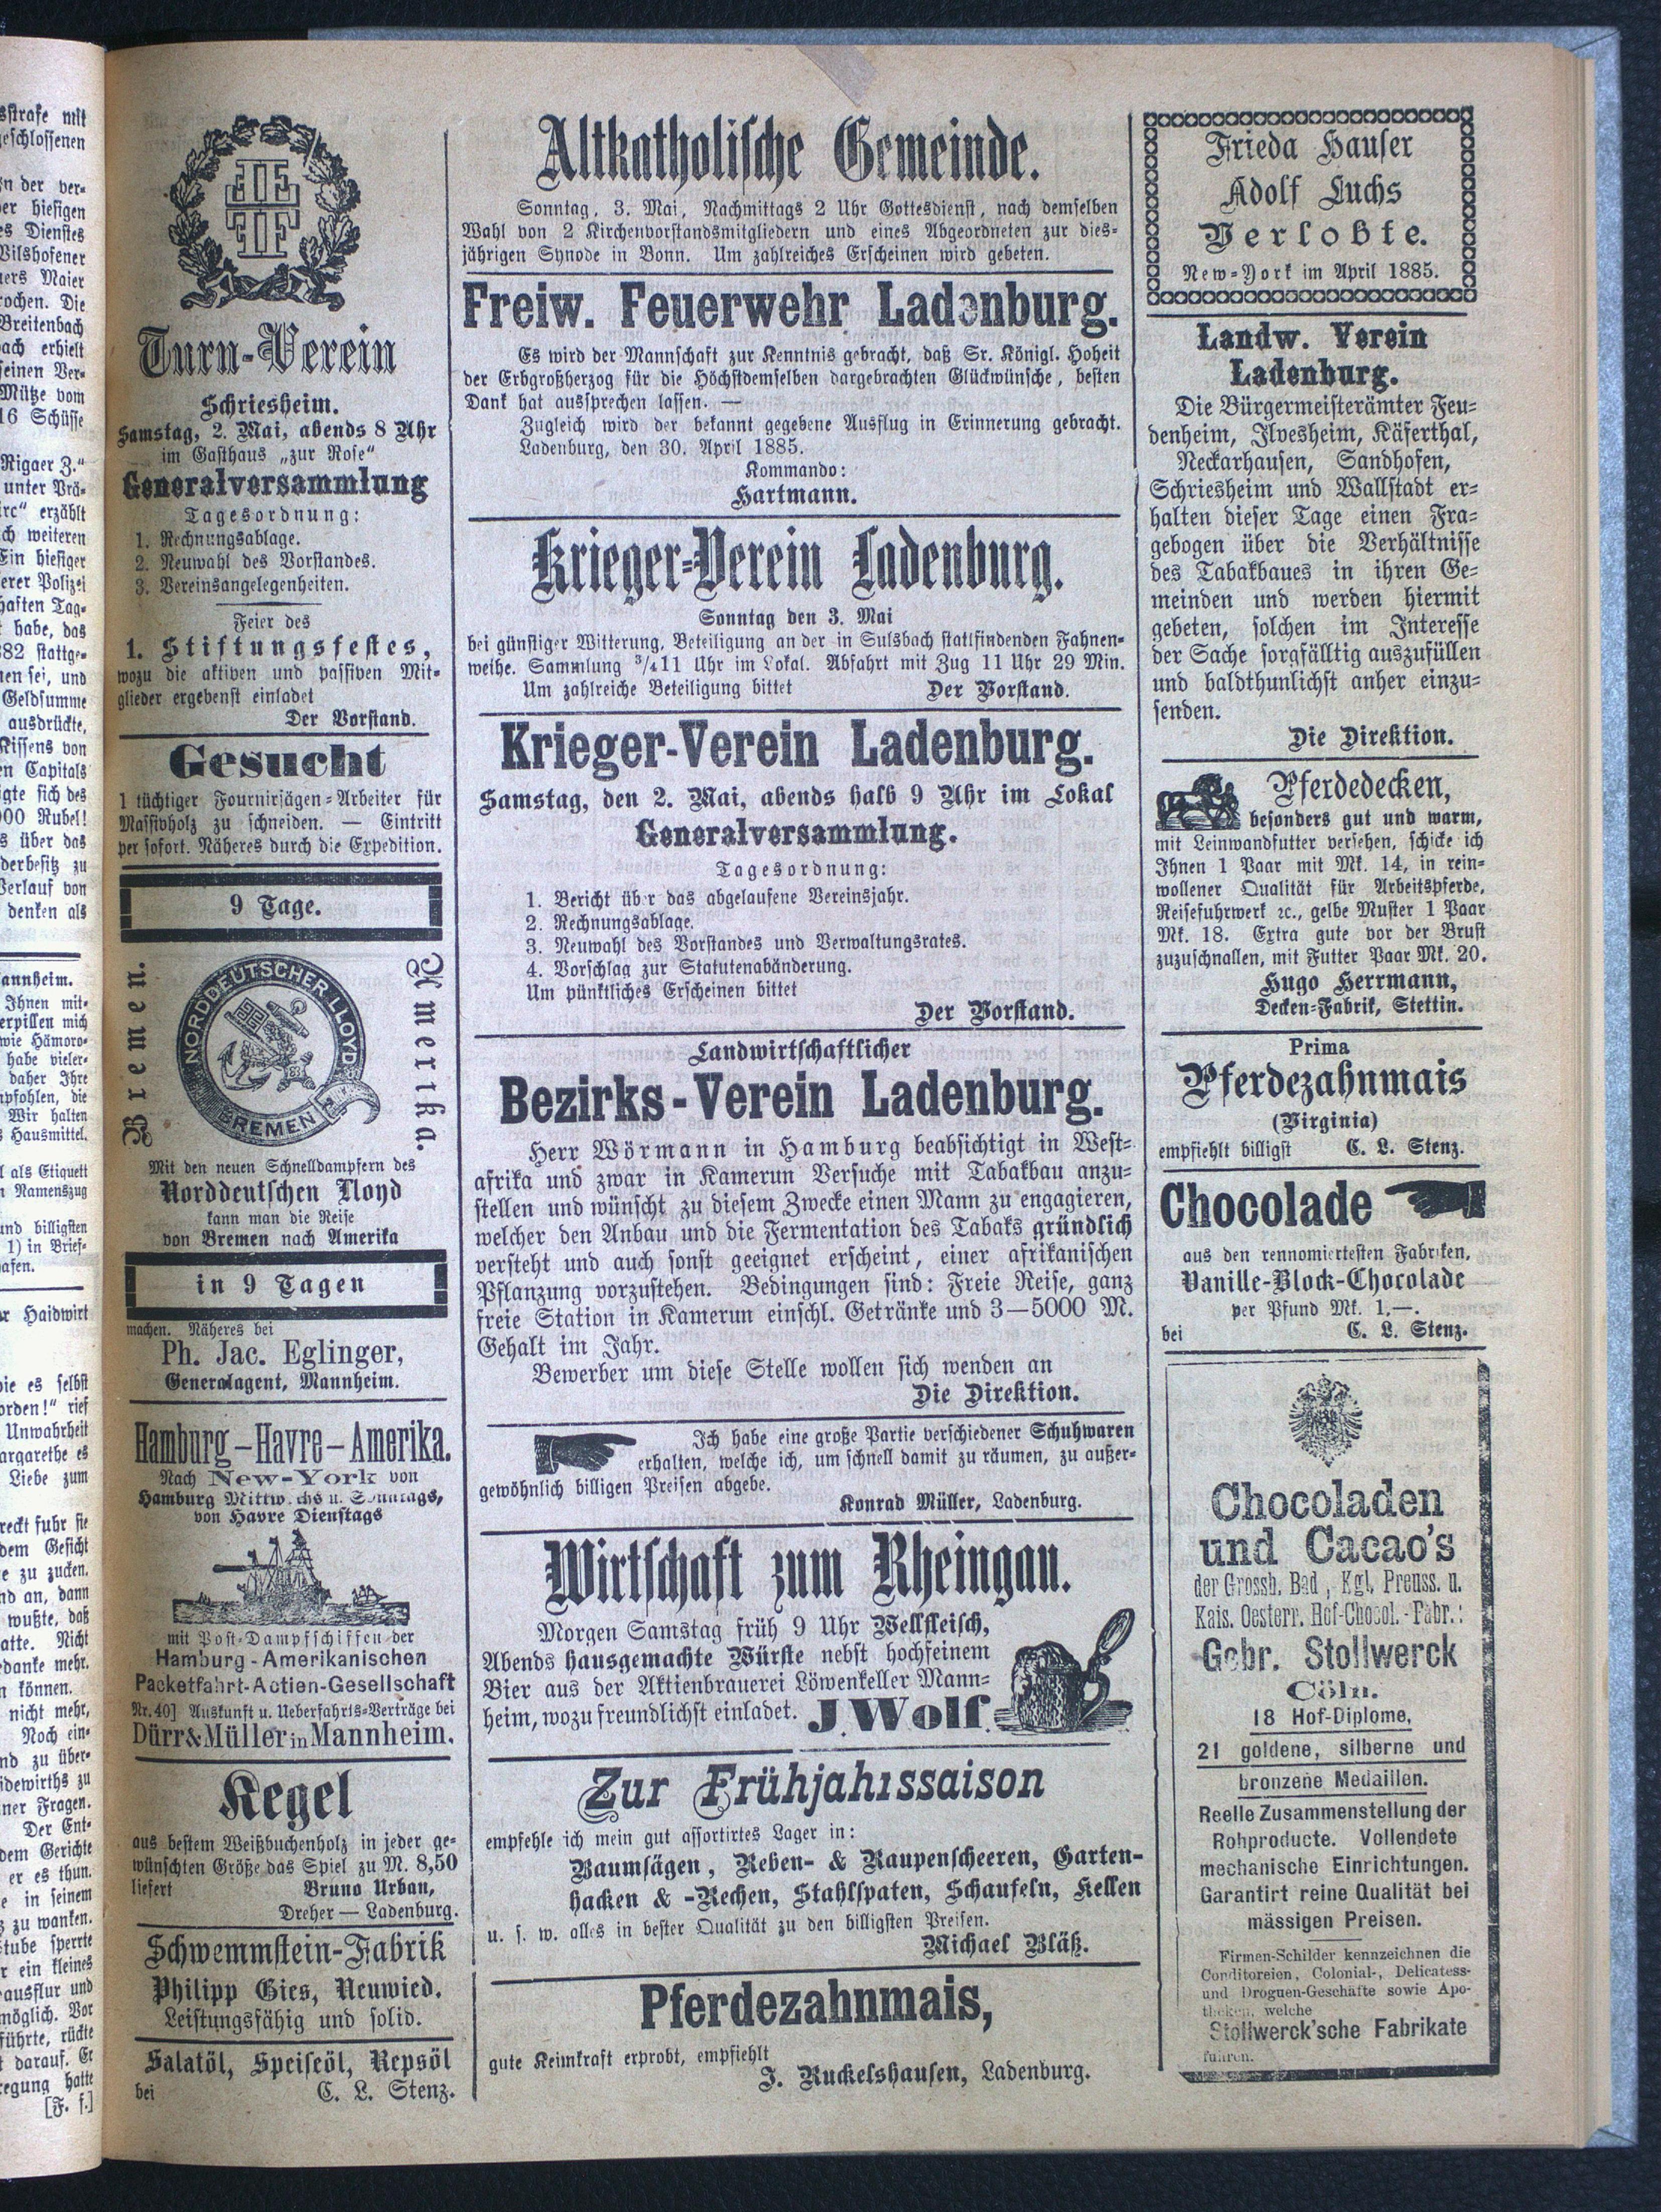 Turn-Verein
Schriesheim.
Samstag, 2. Mai, abends 8 Uhr
im Gasthaus „zur Rose“
Generalversammlung
Tagesordnung:
1. Rechnungsablage.
2. Neuwahl des Vorstandes.
3. Vereinsangelegenheiten.
Feier des
1. Stiftungsfestes,
wozu die aktiven und passiven Mit-
glieder ergebenst einladet
Der Vorstand.
Gesucht
1 tüchtiger Fournirsägen-Arbeiter für
Massivholz zu schneiden. — Eintritt
per sofort. Näheres durch die Expedition.
9 Tage.
Bremen.
NORDDEUTSCHER LLOYD
BREMEN
Amerika.
Mit den neuen Schnelldampfern des
Norddeutschen Lloyd
kann man die Reise
von Bremen nach Amerika
in 9 Tagen
machen. Näheres bei
Ph. Jac. Eglinger,
Generalagent, Mannheim.
Hamburg–Havre–Amerika.
Nach New-York von
Hamburg Mittwochs u. Sonntags,
von Havre Dienstags
mit Post-Dampfschiffen der
Hamburg-Amerikanischen
Packetfahrt-Actien-Gesellschaft
Nr. 40] Auskunft u. Ueberfahrts-Verträge bei
Dürr & Müller in Mannheim.
Kegel
aus bestem Weißbuchenholz in jeder ge-
wünschten Größe das Spiel zu M. 8,50
liefert Bruno Urban,
Dreher — Ladenburg.
Schwemmstein-Fabrik
Philipp Gies, Neuwied.
Leistungsfähig und solid.
Salatöl, Speiseöl, Repsöl
bei C. L. Stenz.
Altkatholische Gemeinde.
Sonntag, 3. Mai, Nachmittags 2 Uhr Gottesdienst, nach demselben
Wahl von 2 Kirchenvorstandsmitgliedern und eines Abgeordneten zur dies-
jährigen Synode in Bonn. Um zahlreiches Erscheinen wird gebeten.
Freiw. Feuerwehr Ladenburg.
Es wird der Mannschaft zur Kenntnis gebracht, daß Sr. Königl. Hoheit
der Erbgroßherzog für die Höchstdemselben dargebrachten Glückwünsche, besten
Dank hat aussprechen lassen. —
Zugleich wird der bekannt gegebene Ausflug in Erinnerung gebracht.
Ladenburg, den 30. April 1885.
Kommando:
Hartmann.
Krieger-Verein Ladenburg.
Sonntag den 3. Mai
bei günstiger Witterung, Beteiligung an der in Sulsbach stattfindenden Fahnen-
weihe. Sammlung ¾11 Uhr im Lokal. Abfahrt mit Zug 11 Uhr 29 Min.
Um zahlreiche Beteiligung bittet Der Vorstand.
Krieger-Verein Ladenburg.
Samstag, den 2. Mai, abends halb 9 Uhr im Lokal
Generalversammlung.
Tagesordnung:
1. Bericht über das abgelaufene Vereinsjahr.
2. Rechnungsablage.
3. Neuwahl des Vorstandes und Verwaltungsrates.
4. Vorschlag zur Statutenabänderung.
Um pünktliches Erscheinen bittet
Der Vorstand.
Landwirtschaftlicher
Bezirks-Verein Ladenburg.
Herr Wörmann in Hamburg beabsichtigt in West-
afrika und zwar in Kamerun Versuche mit Tabakbau anzu-
stellen und wünscht zu diesem Zwecke einen Mann zu engagieren,
welcher den Anbau und die Fermentation des Tabaks gründlich
versteht und auch sonst geeignet erscheint, einer afrikanischen
Pflanzung vorzustehen. Bedingungen sind: Freie Reise, ganz
freie Station in Kamerun einschl. Getränke und 3—5000 M.
Gehalt im Jahr.
Bewerber um diese Stelle wollen sich wenden an
Die Direktion.
Ich habe eine große Partie verschiedener Schuhwaren
erhalten, welche ich, um schnell damit zu räumen, zu außer-
gewöhnlich billigen Preisen abgebe.
Konrad Müller, Ladenburg.
Wirtschaft zum Rheingau.
Morgen Samstag früh 9 Uhr Wellfleisch,
Abends hausgemachte Würste nebst hochfeinem
Bier aus der Aktienbrauerei Löwenkeller Mann-
heim, wozu freundlichst einladet. J. Wolf.
Zur Frühjahrssaison
empfehle ich mein gut assortirtes Lager in:
Baumsägen, Reben- & Raupenscheeren, Garten-
hacken & -Rechen, Stahlspaten, Schaufeln, Kellen
u. s. w. alles in bester Qualität zu den billigsten Preisen.
Michael Bläß.
Pferdezahnmais,
gute Keimkraft erprobt, empfiehlt
J. Ruckelshausen, Ladenburg.
Frieda Hauser
Adolf Luchs
Verlobte.
New-York im April 1885.
Landw. Verein
Ladenburg.
Die Bürgermeisterämter Feu-
denheim, Ilvesheim, Käferthal,
Neckarhausen, Sandhofen,
Schriesheim und Wallstadt er-
halten dieser Tage einen Fra-
gebogen über die Verhältnisse
des Tabakbaues in ihren Ge-
meinden und werden hiermit
gebeten, solchen im Interesse
der Sache sorgfälltig auszufüllen
und baldthunlichst anher einzu-
senden.
Die Direktion.
Pferdedecken,
besonders gut und warm,
mit Leinwandfutter versehen, schicke ich
Ihnen 1 Paar mit Mk. 14, in rein-
wollener Qualität für Arbeitspferde,
Reisefuhrwerk ꝛc., gelbe Muster 1 Paar
Mk. 18. Extra gute vor der Brust
zuzuschnallen, mit Futter Paar Mk. 20.
Hugo Herrmann,
Decken-Fabrik, Stettin.
Prima
Pferdezahnmais
(Virginia)
empfiehlt billigst C. L. Stenz.
Chocolade
aus den rennomiertesten Fabriken,
Vanille-Block-Chocolade
per Pfund Mk. 1,—.
bei C. L. Stenz.
Chocoladen
und Cacao's
der Grossh. Bad., Kgl. Preuss. u.
Kais. Oesterr. Hof-Chocol.-Fabr.:
Gebr. Stollwerck
Cöln.
18 Hof-Diplome,
21 goldene, silberne und
bronzene Medaillen.
Reelle Zusammenstellung der
Rohproducte. Vollendete
mechanische Einrichtungen.
Garantirt reine Qualität bei
mässigen Preisen.
Firmen-Schilder kennzeichnen die
Conditoreien, Colonial-, Delicatess-
und Droguen-Geschäfte sowie Apo-
theken, welche
Stollwerck'sche Fabrikate
führen.